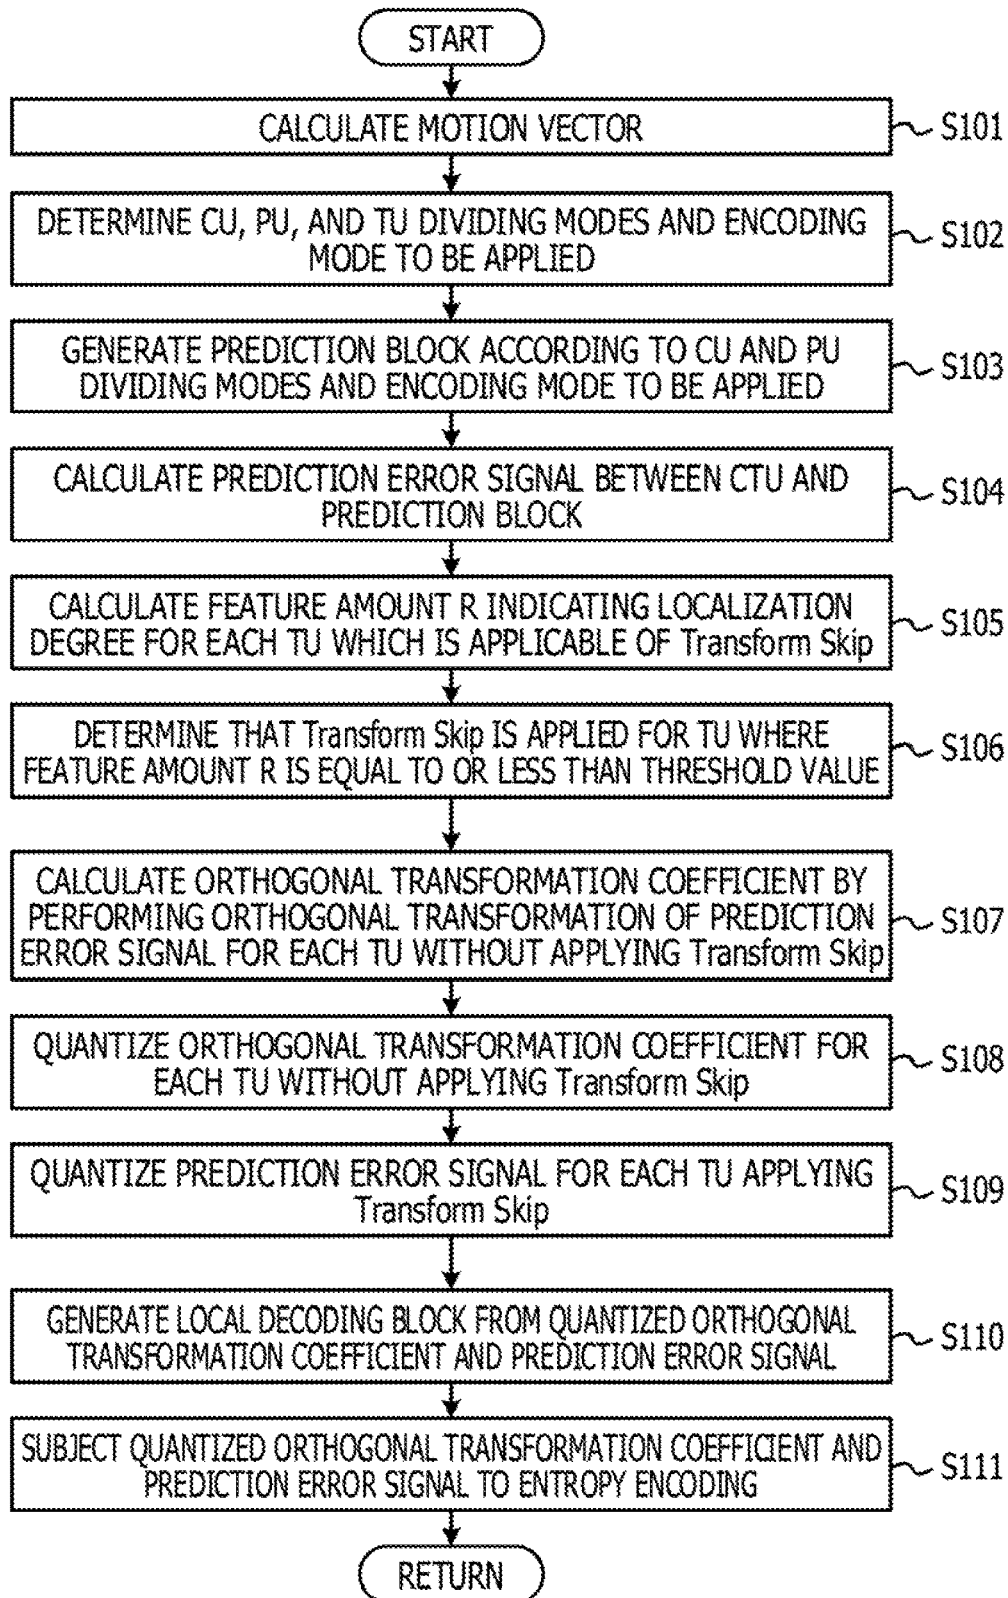 START
CALCULATE MOTION VECTOR
S101
DETERMINE CU, PU, AND TU DIVIDING MODES AND ENCODING
MODE TO BE APPLIED
S102
GENERATE PREDICTION BLOCK ACCORDING TO CU AND PU
DIVIDING MODES AND ENCODING MODE TO BE APPLIED
S103
CALCULATE PREDICTION ERROR SIGNAL BETWEEN CTU AND
PREDICTION BLOCK
S104
CALCULATE FEATURE AMOUNT R INDICATING LOCALIZATION
DEGREE FOR EACH TU WHICH IS APPLICABLE OF Transform Skip
S105
DETERMINE THAT Transform Skip IS APPLIED FOR TU WHERE
FEATURE AMOUNT R IS EQUAL TO OR LESS THAN THRESHOLD VALUE
S106
CALCULATE ORTHOGONAL TRANSFORMATION COEFFICIENT BY
PERFORMING ORTHOGONAL TRANSFORMATION OF PREDICTION
ERROR SIGNAL FOR EACH TU WITHOUT APPLYING Transform Skip
S107
QUANTIZE ORTHOGONAL TRANSFORMATION COEFFICIENT FOR
EACH TU WITHOUT APPLYING Transform Skip
S108
QUANTIZE PREDICTION ERROR SIGNAL FOR EACH TU APPLYING
Transform Skip
S109
GENERATE LOCAL DECODING BLOCK FROM QUANTIZED ORTHOGONAL
TRANSFORMATION COEFFICIENT AND PREDICTION ERROR SIGNAL
S110
SUBJECT QUANTIZED ORTHOGONAL TRANSFORMATION COEFFICIENT AND
PREDICTION ERROR SIGNAL TO ENTROPY ENCODING
S111
RETURN